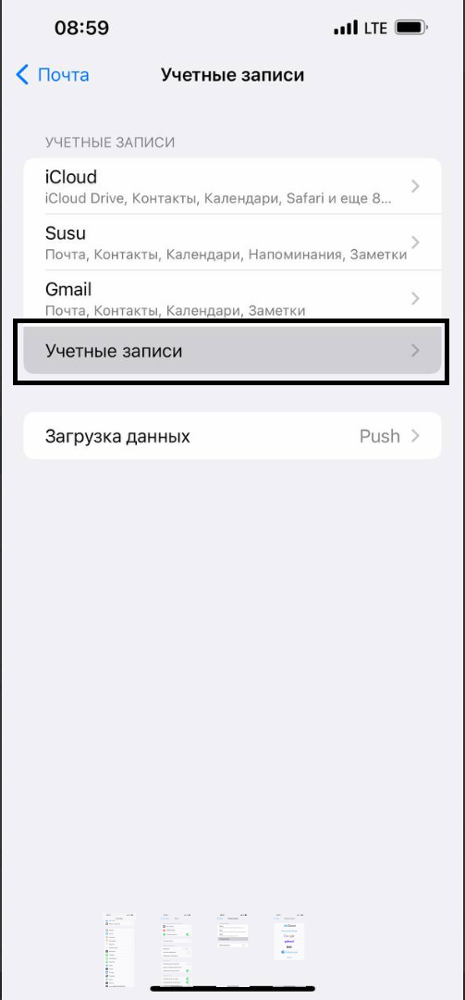 08:59
LTE
Почта
Учетные записи
УЧЕТНЫЕ ЗАПИСИ
iCloud
iCloud Drive, Контакты, Календари, Safari и еще 8...
Susu
Почта, Контакты, Календари, Напоминания, Заметки
Gmail
Почта, Контакты, Календари, Заметки
Учетные записи
Загрузка данных
Push